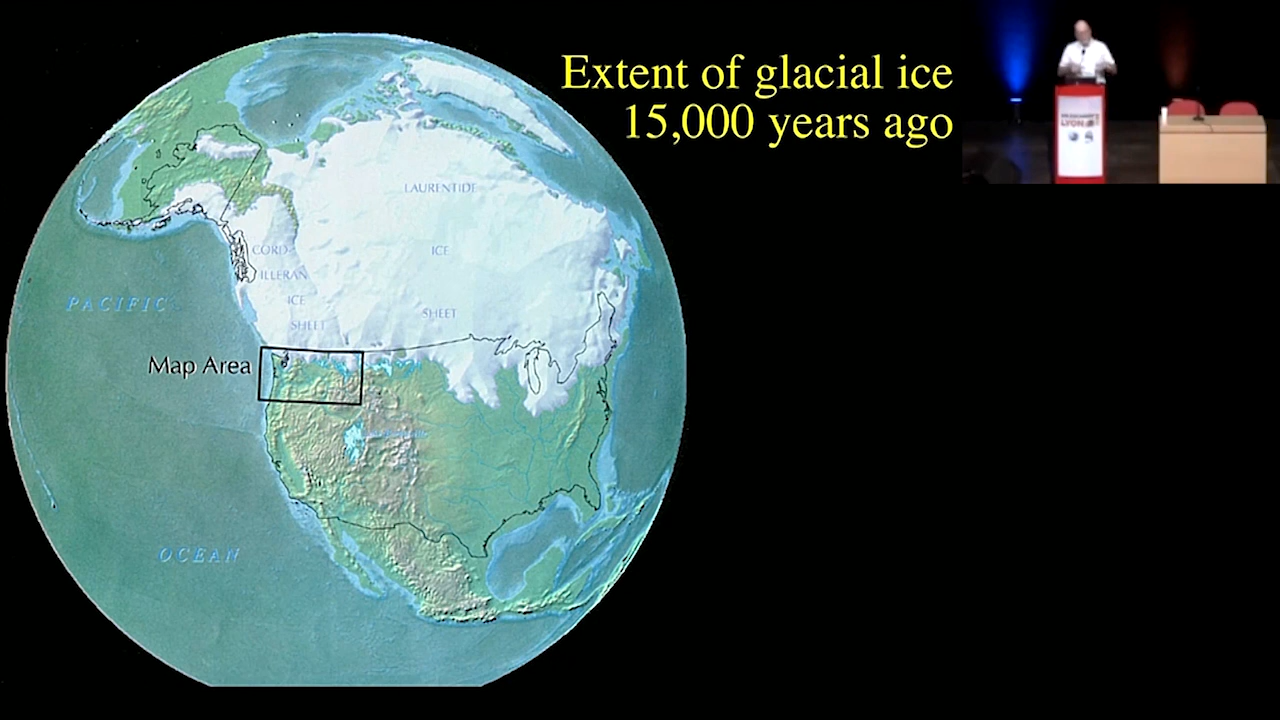 Extent of glacial ice
15,000 years ago
LAURENTIDE
ICE
SHEET
CORD-
ILLERAN
ICE
SHEET
PACIFIC
Map Area
OCEAN
LYON